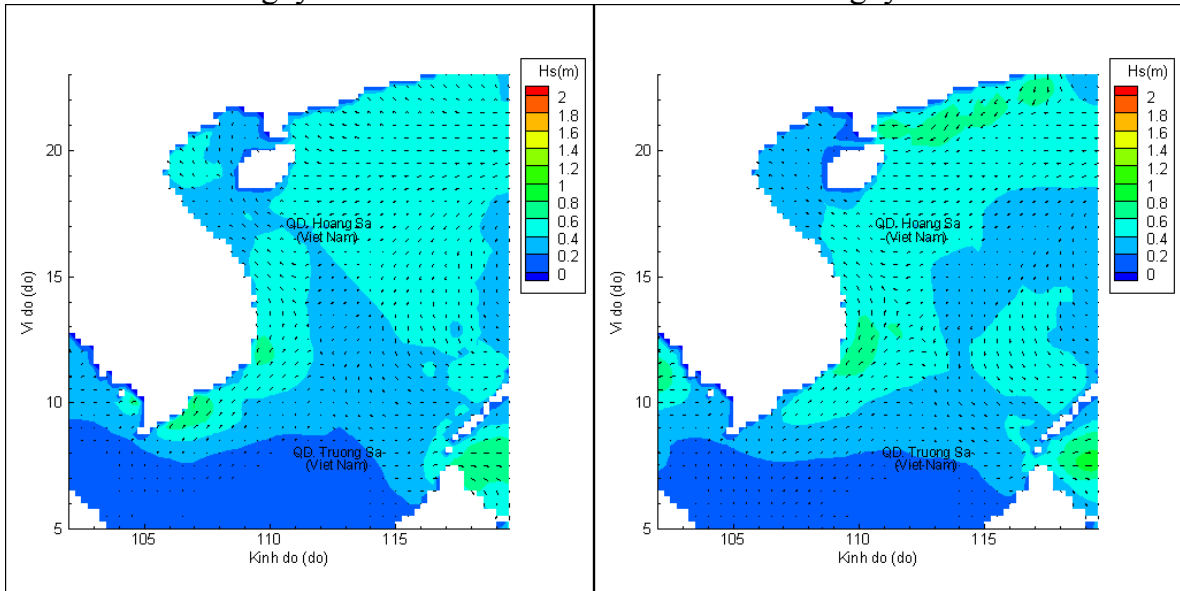 Hs(m)
2
1.8
1.6
1.4
1.2
1
0.8
0.6
0.4
0.2
0
20
15
10
5
Vi do (do)
QD. Hoang Sa
(Viet Nam)
QD. Truong Sa
(Viet Nam)
105
110
115
Kinh do (do)
Hs(m)
2
1.8
1.6
1.4
1.2
1
0.8
0.6
0.4
0.2
0
20
15
10
5
Vi do (do)
QD. Hoang Sa
(Viet Nam)
QD. Truong Sa
(Viet Nam)
105
110
115
Kinh do (do)